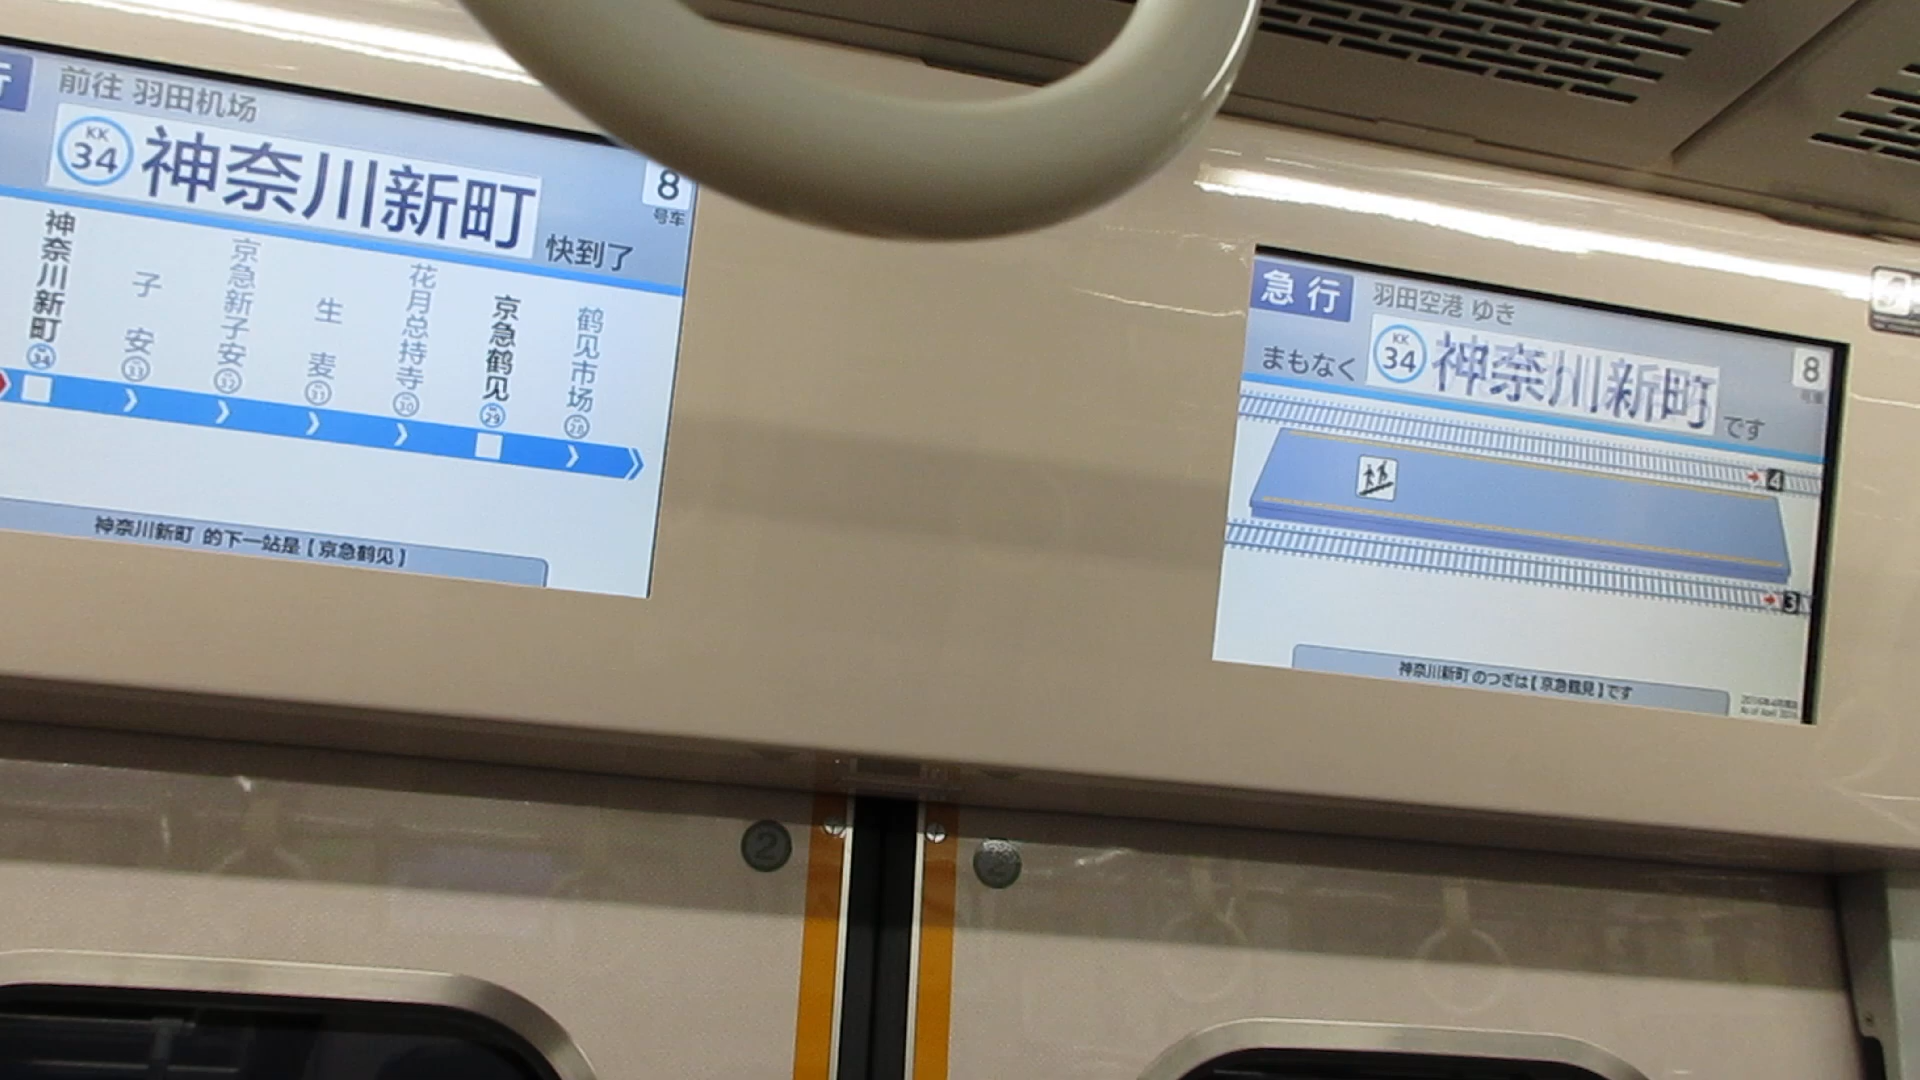 行 前往 羽田机场
KK 34 神奈川新町 快到了
8 号车
神奈川新町 34
子安 33
京急新子安 32
生麦 31
花月总持寺 30
京急鹤见 29
鹤见市场 28
神奈川新町 的下一站是【京急鹤见】
急行 羽田空港 ゆき
まもなく KK 34 神奈川新町 です
8
4
3
神奈川新町 のつぎは【京急鶴見】です
2
2